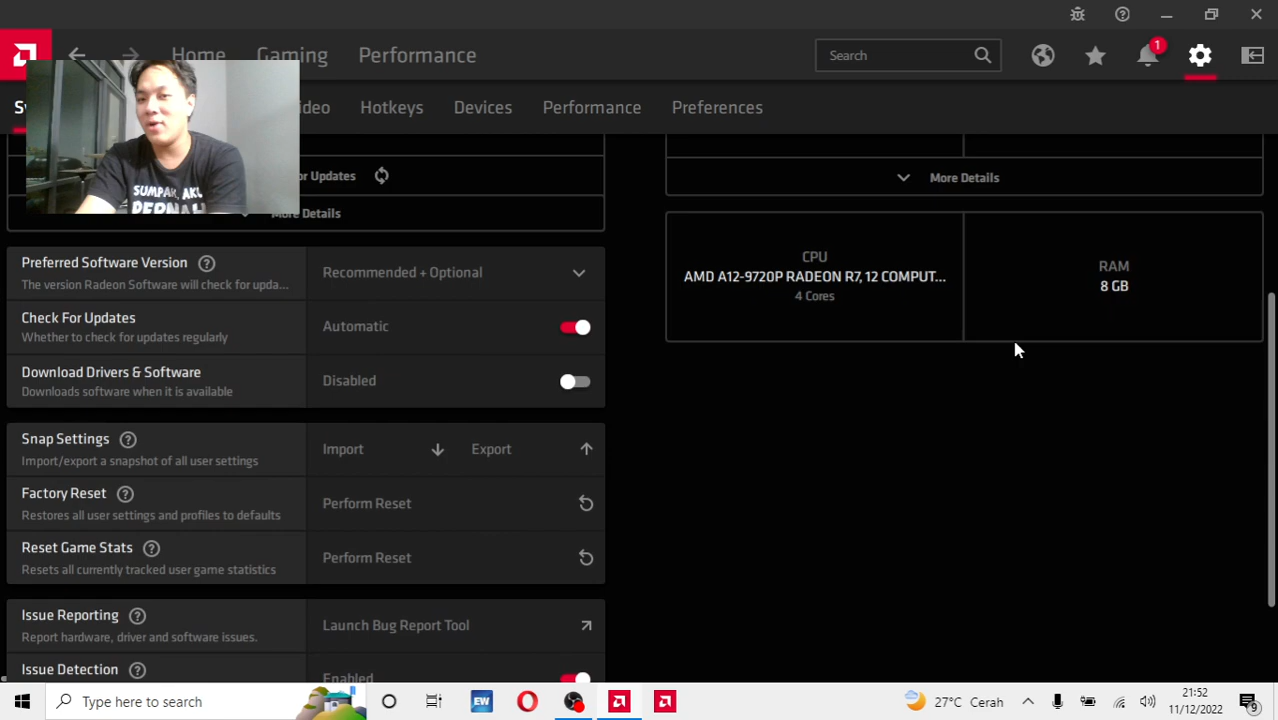 Home Gaming Performance Search 1
Hotkeys Devices Performance Preferences
SUMPAH, AKU
PERNAH
More Details
More Details
Preferred Software Version
The version Radeon Software will check for upda...
Recommended + Optional
Check For Updates
Whether to check for updates regularly
Automatic
Download Drivers & Software
Downloads software when it is available
Disabled
Snap Settings
Import/export a snapshot of all user settings
Import Export
Factory Reset
Restores all user settings and profiles to defaults
Perform Reset
Reset Game Stats
Resets all currently tracked user game statistics
Perform Reset
Issue Reporting
Report hardware, driver and software issues.
Launch Bug Report Tool
Issue Detection
Enabled
CPU
AMD A12-9720P RADEON R7, 12 COMPUT...
4 Cores
RAM
8 GB
Type here to search
EW
27°C Cerah
21:52
11/12/2022
9